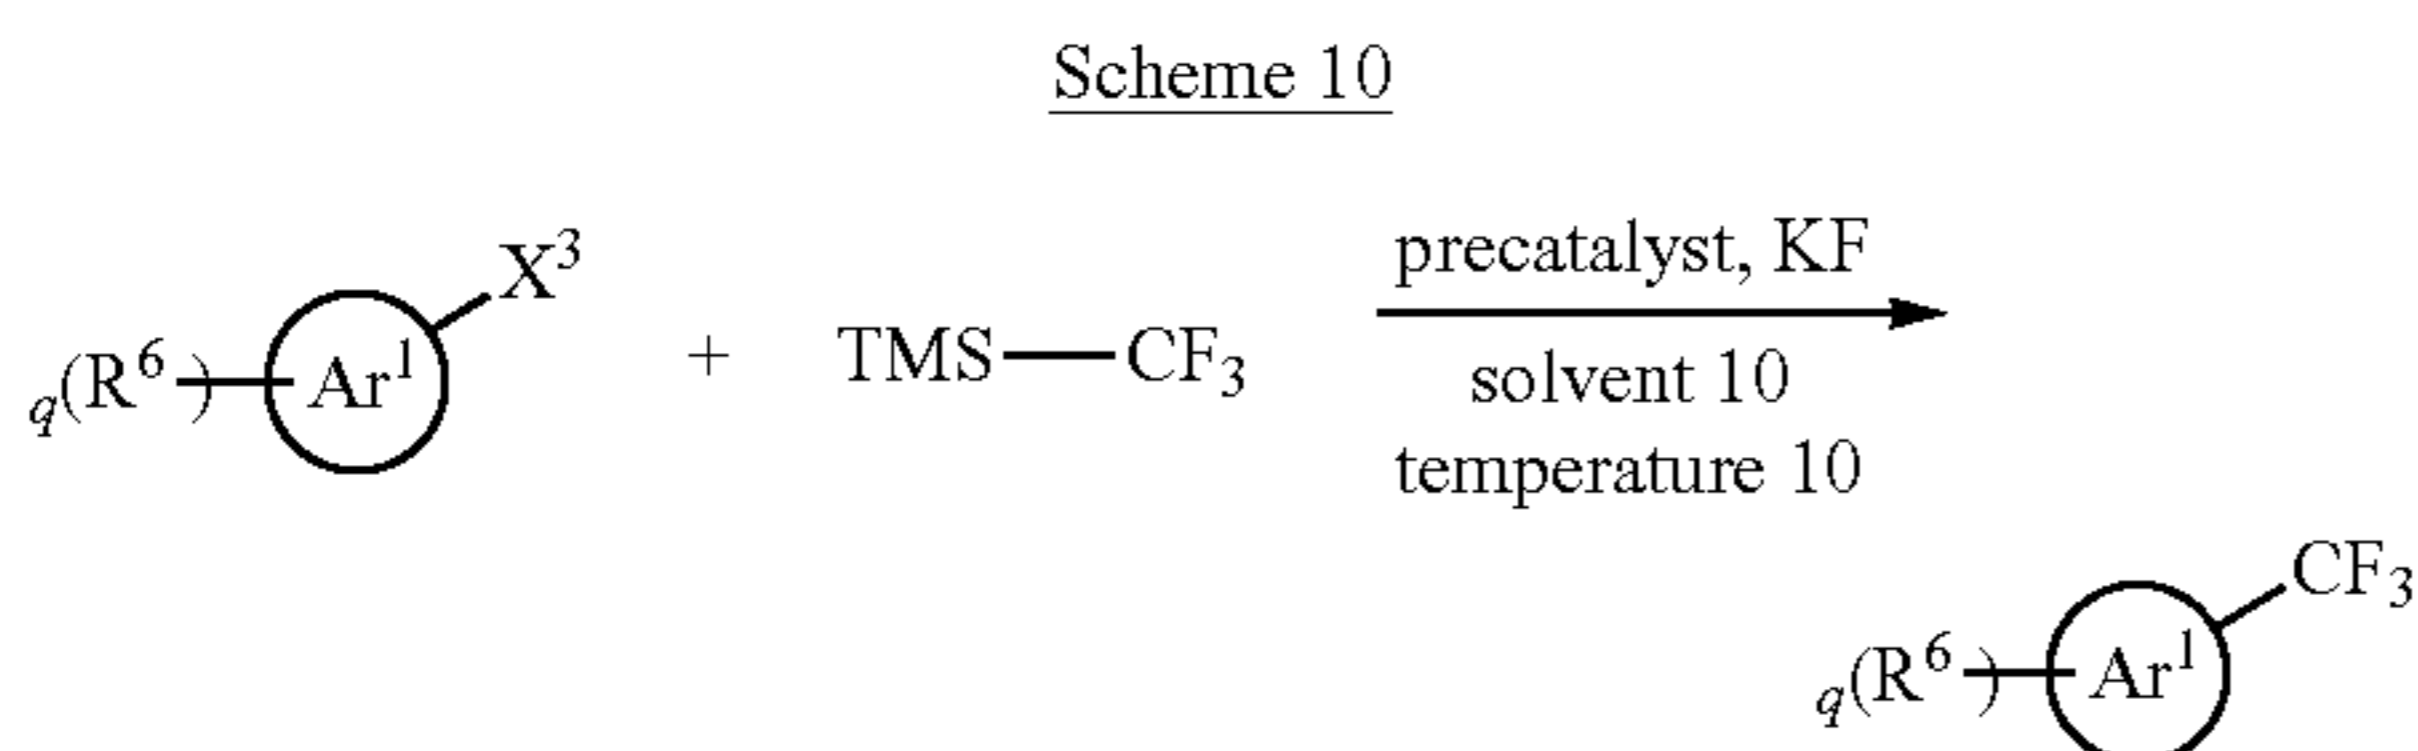 Scheme 10
q(R6) Ar1 X3 + TMS—CF3 precatalyst, KF
solvent 10
temperature 10
q(R6) Ar1 CF3